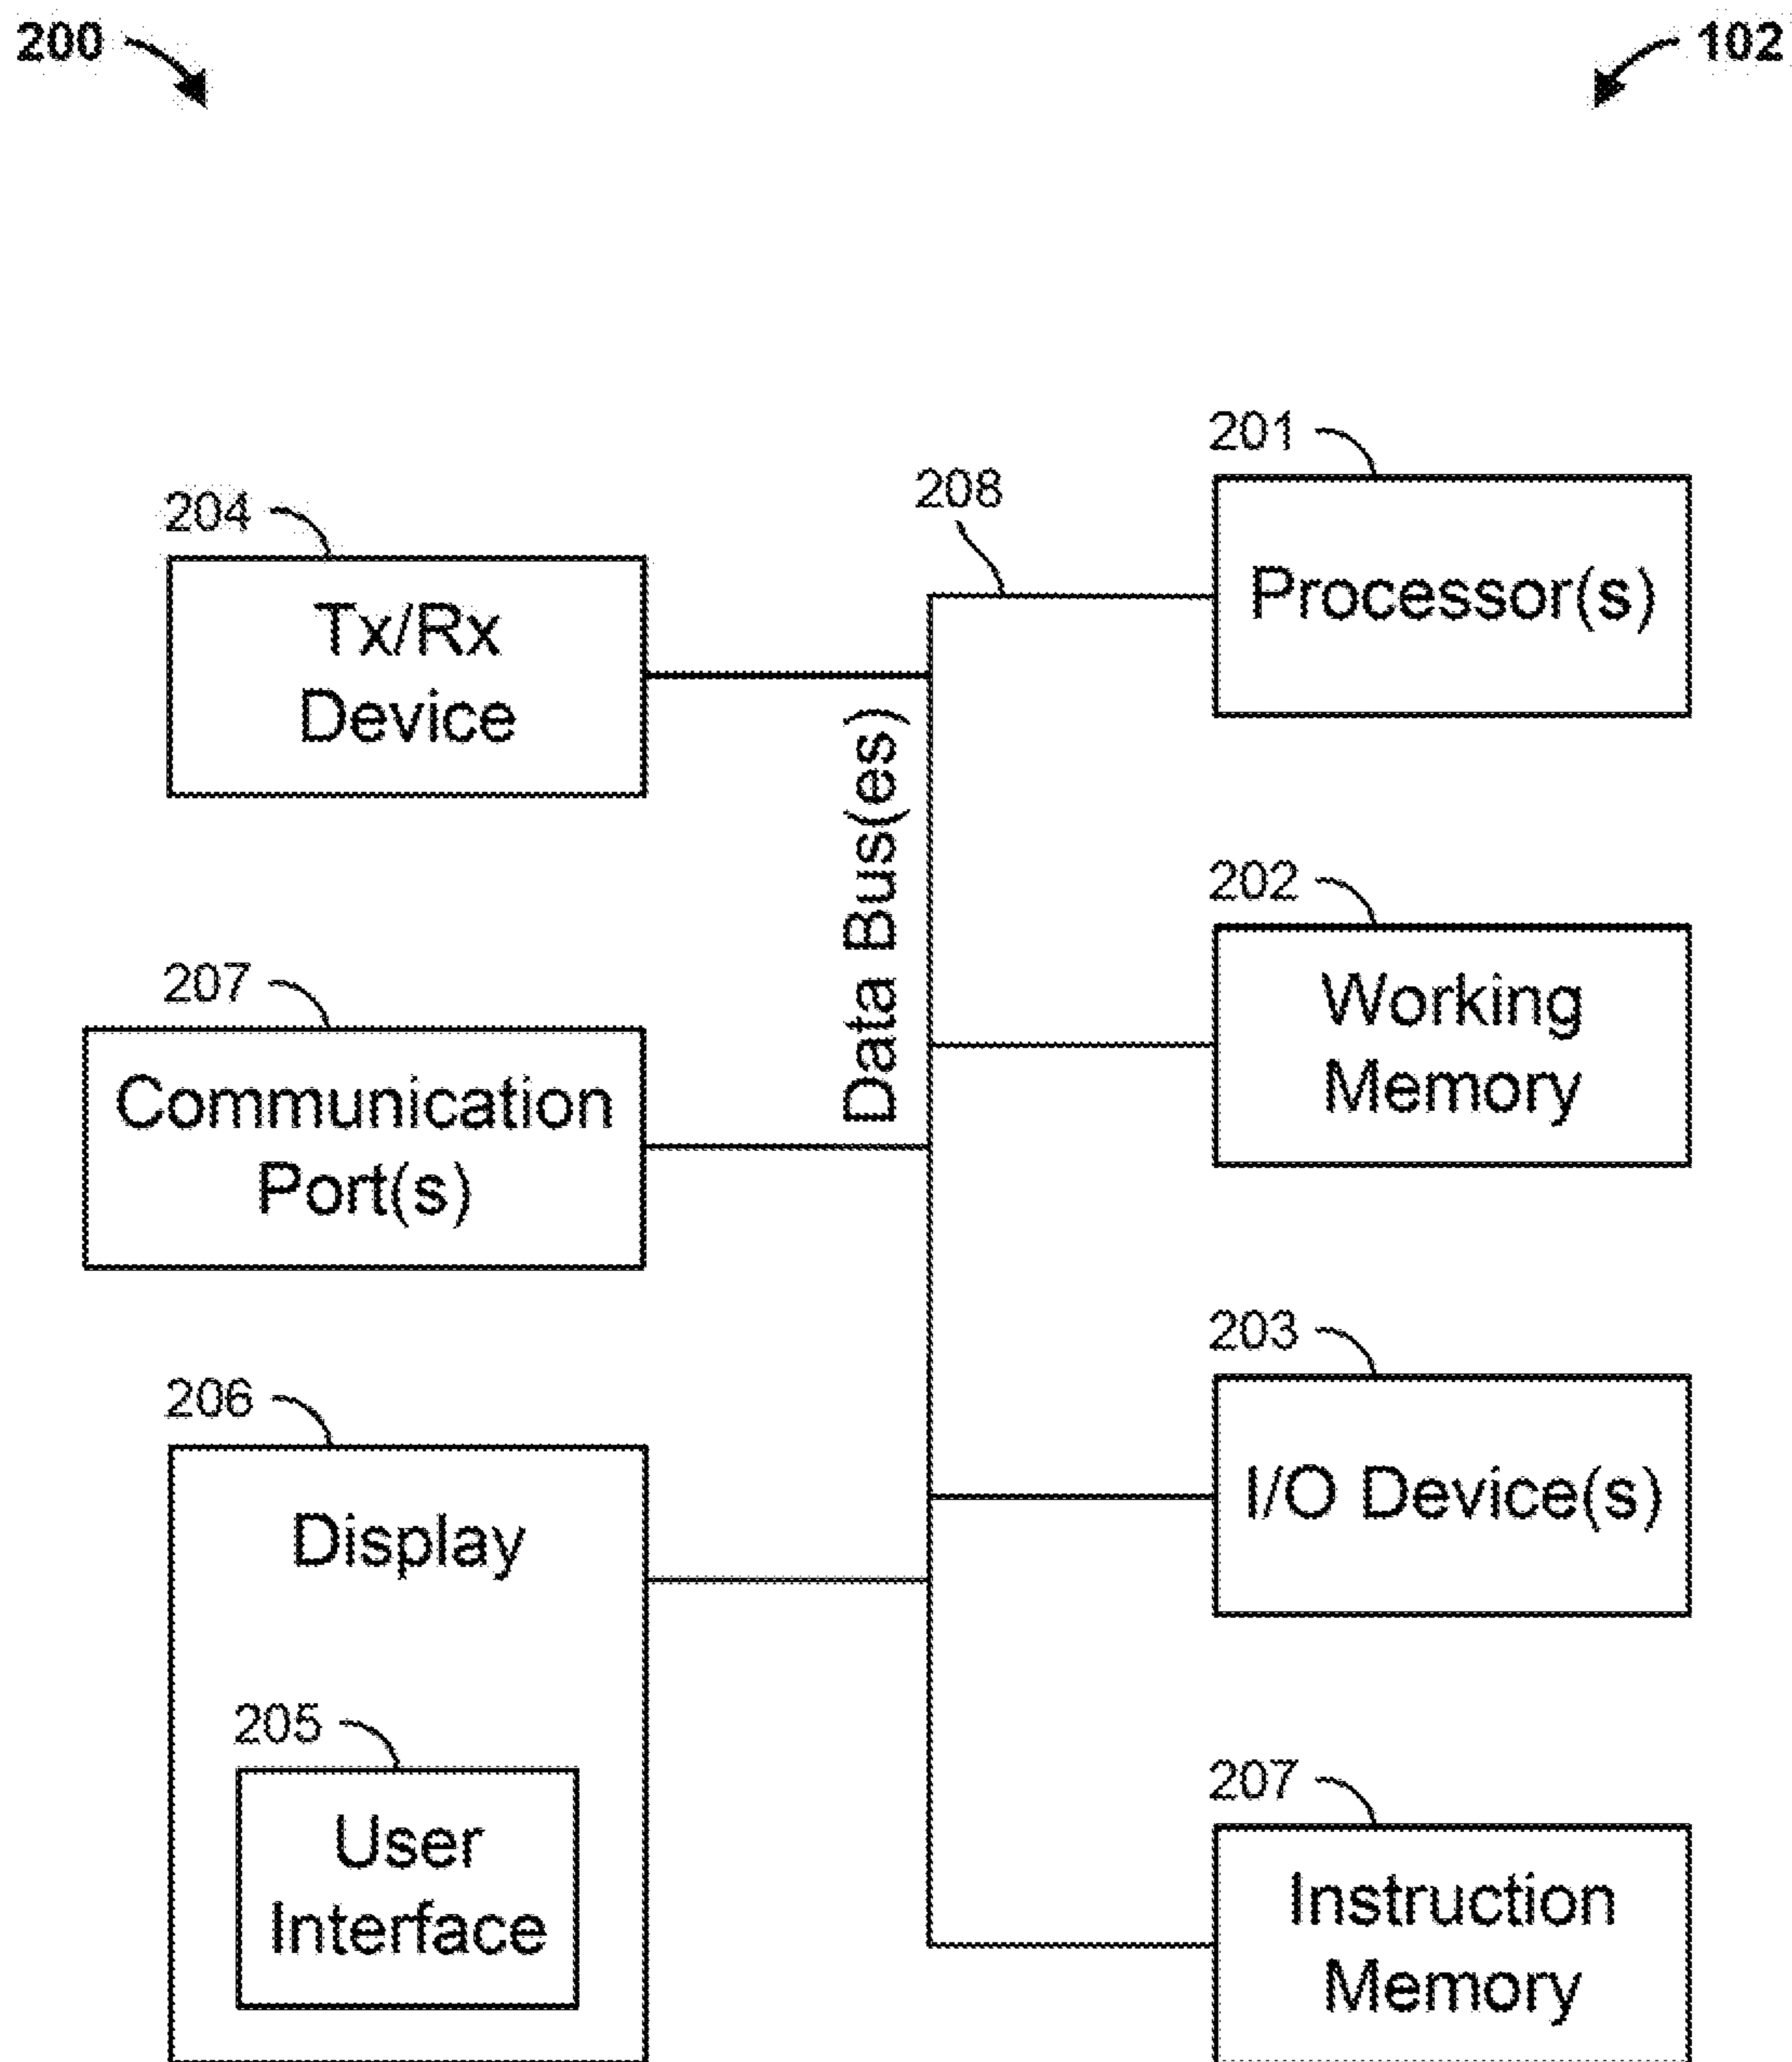 200
102
201
208
204
Processor(s)
Tx/Rx
Device
Data Bus(es)
202
207
Working
Memory
Communication
Port(s)
203
206
I/O Device(s)
Display
205
207
User
Interface
Instruction
Memory